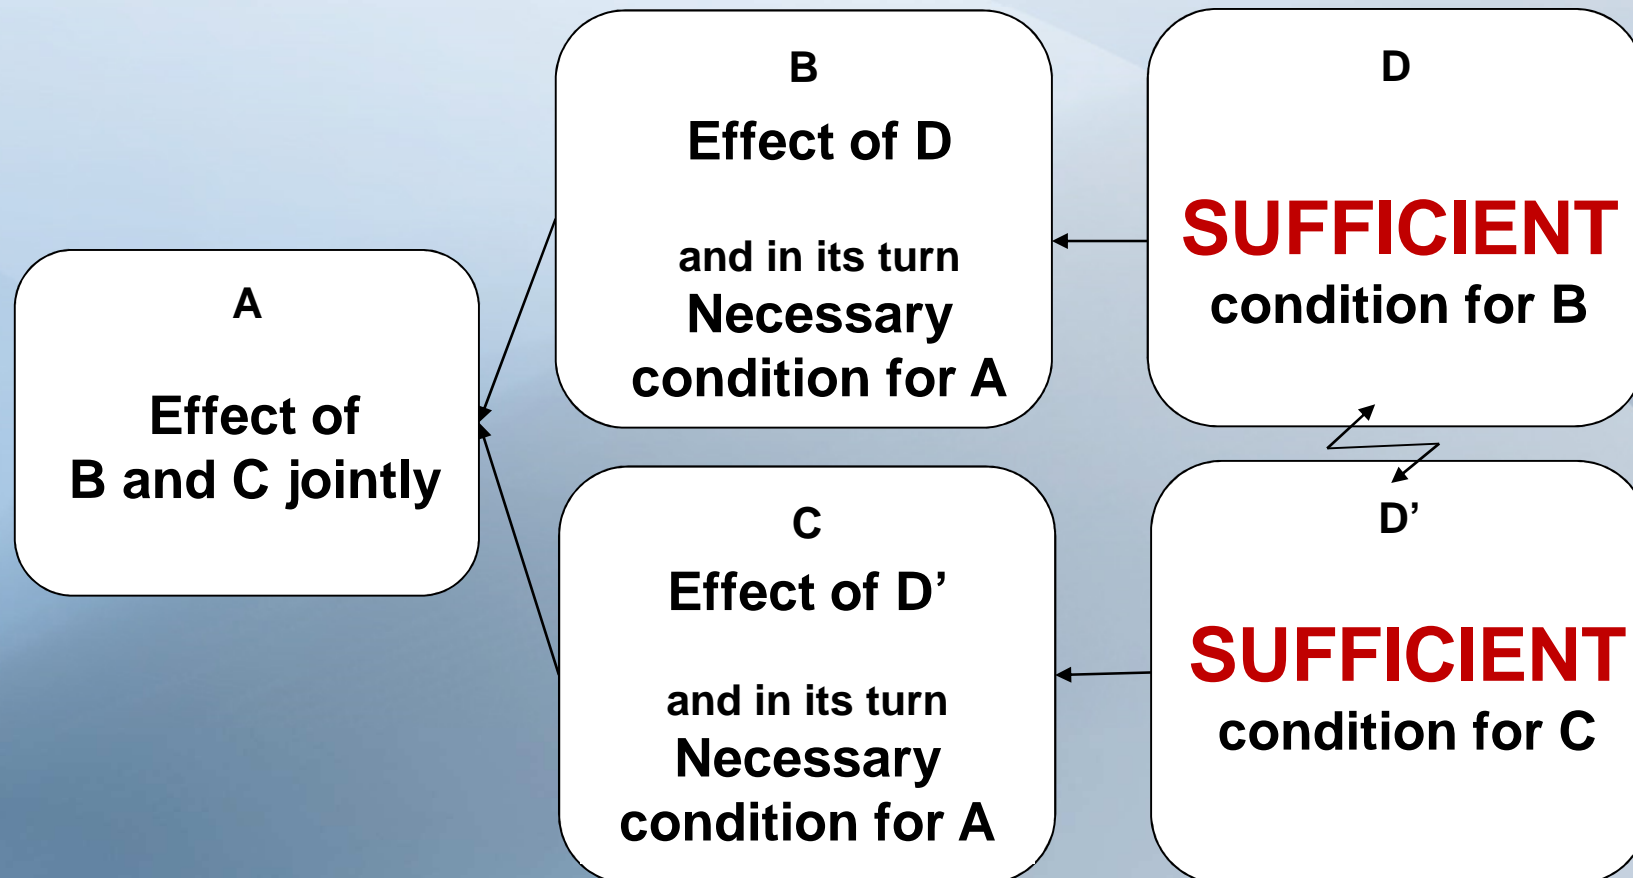 A
Effect of
B and C jointly
B
Effect of D
and in its turn
Necessary
condition for A
C
Effect of D’
and in its turn
Necessary
condition for A
D
SUFFICIENT
condition for B
D’
SUFFICIENT
condition for C